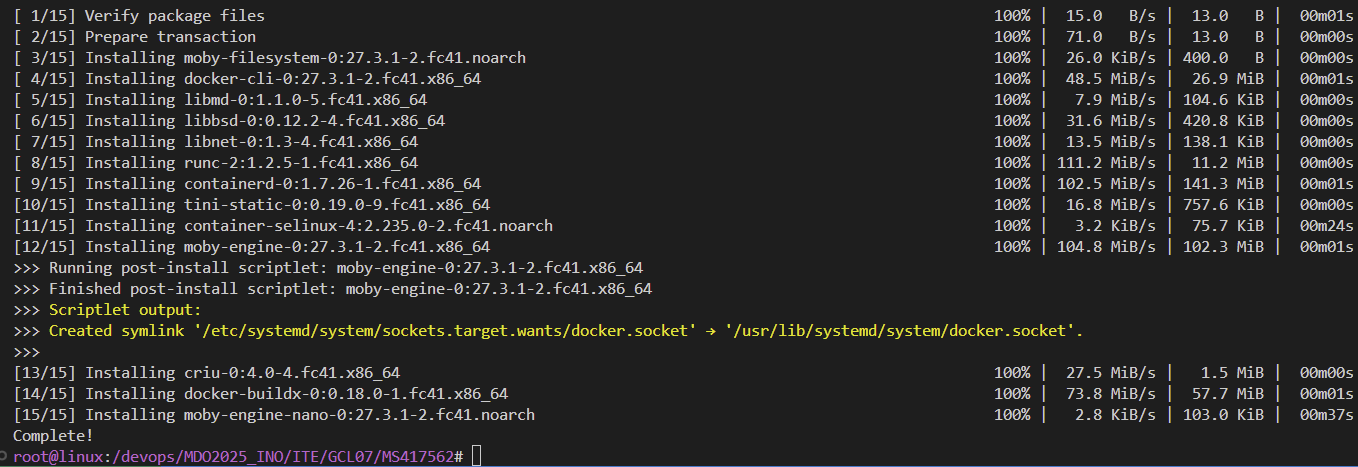 [ 1/15] Verify package files 100% | 15.0 B/s | 13.0 B | 00m01s
[ 2/15] Prepare transaction 100% | 71.0 B/s | 13.0 B | 00m00s
[ 3/15] Installing moby-filesystem-0:27.3.1-2.fc41.noarch 100% | 26.0 KiB/s | 400.0 B | 00m00s
[ 4/15] Installing docker-cli-0:27.3.1-2.fc41.x86_64 100% | 48.5 MiB/s | 26.9 MiB | 00m01s
[ 5/15] Installing libmd-0:1.1.0-5.fc41.x86_64 100% | 7.9 MiB/s | 104.6 KiB | 00m00s
[ 6/15] Installing libbsd-0:0.12.2-4.fc41.x86_64 100% | 31.6 MiB/s | 420.8 KiB | 00m00s
[ 7/15] Installing libnet-0:1.3-4.fc41.x86_64 100% | 13.5 MiB/s | 138.1 KiB | 00m00s
[ 8/15] Installing runc-2:1.2.5-1.fc41.x86_64 100% | 111.2 MiB/s | 11.2 MiB | 00m00s
[ 9/15] Installing containerd-0:1.7.26-1.fc41.x86_64 100% | 102.5 MiB/s | 141.3 MiB | 00m01s
[10/15] Installing tini-static-0:0.19.0-9.fc41.x86_64 100% | 16.8 MiB/s | 757.6 KiB | 00m00s
[11/15] Installing container-selinux-4:2.235.0-2.fc41.noarch 100% | 3.2 KiB/s | 75.7 KiB | 00m24s
[12/15] Installing moby-engine-0:27.3.1-2.fc41.x86_64 100% | 104.8 MiB/s | 102.3 MiB | 00m01s
>>> Running post-install scriptlet: moby-engine-0:27.3.1-2.fc41.x86_64
>>> Finished post-install scriptlet: moby-engine-0:27.3.1-2.fc41.x86_64
>>> Scriptlet output:
>>> Created symlink '/etc/systemd/system/sockets.target.wants/docker.socket' → '/usr/lib/systemd/system/docker.socket'.
>>>
[13/15] Installing criu-0:4.0-4.fc41.x86_64 100% | 27.5 MiB/s | 1.5 MiB | 00m00s
[14/15] Installing docker-buildx-0:0.18.0-1.fc41.x86_64 100% | 73.8 MiB/s | 57.7 MiB | 00m01s
[15/15] Installing moby-engine-nano-0:27.3.1-2.fc41.noarch 100% | 2.8 KiB/s | 103.0 KiB | 00m37s
Complete!
root@linux:/devops/MDO2025_INO/ITE/GCL07/MS417562#